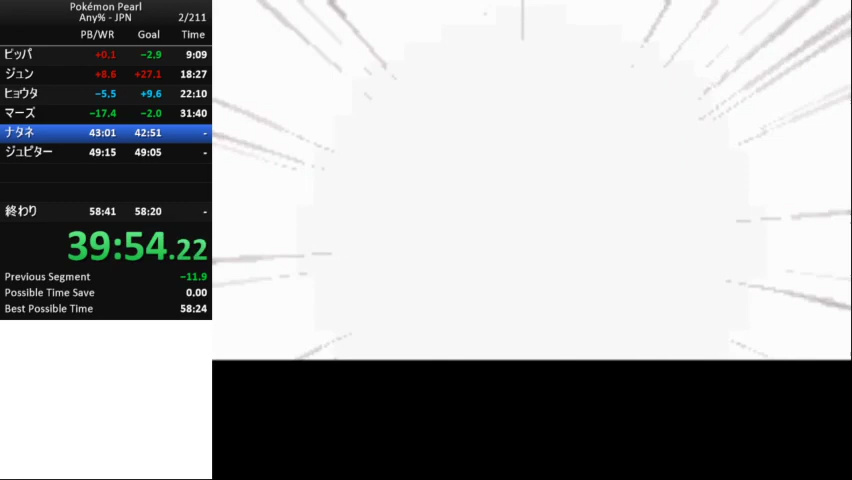 Pokémon Pearl
Any% - JPN 2/211
PB/WR Goal Time
ビッパ +0.1 −2.9 9:09
ジュン +8.6 +27.1 18:27
ヒョウタ −5.5 +9.6 22:10
マーズ −17.4 −2.0 31:40
ナタネ 43:01 42:51 -
ジュピター 49:15 49:05 -
終わり 58:41 58:20 -
39:54.22
Previous Segment −11.9
Possible Time Save 0.00
Best Possible Time 58:24